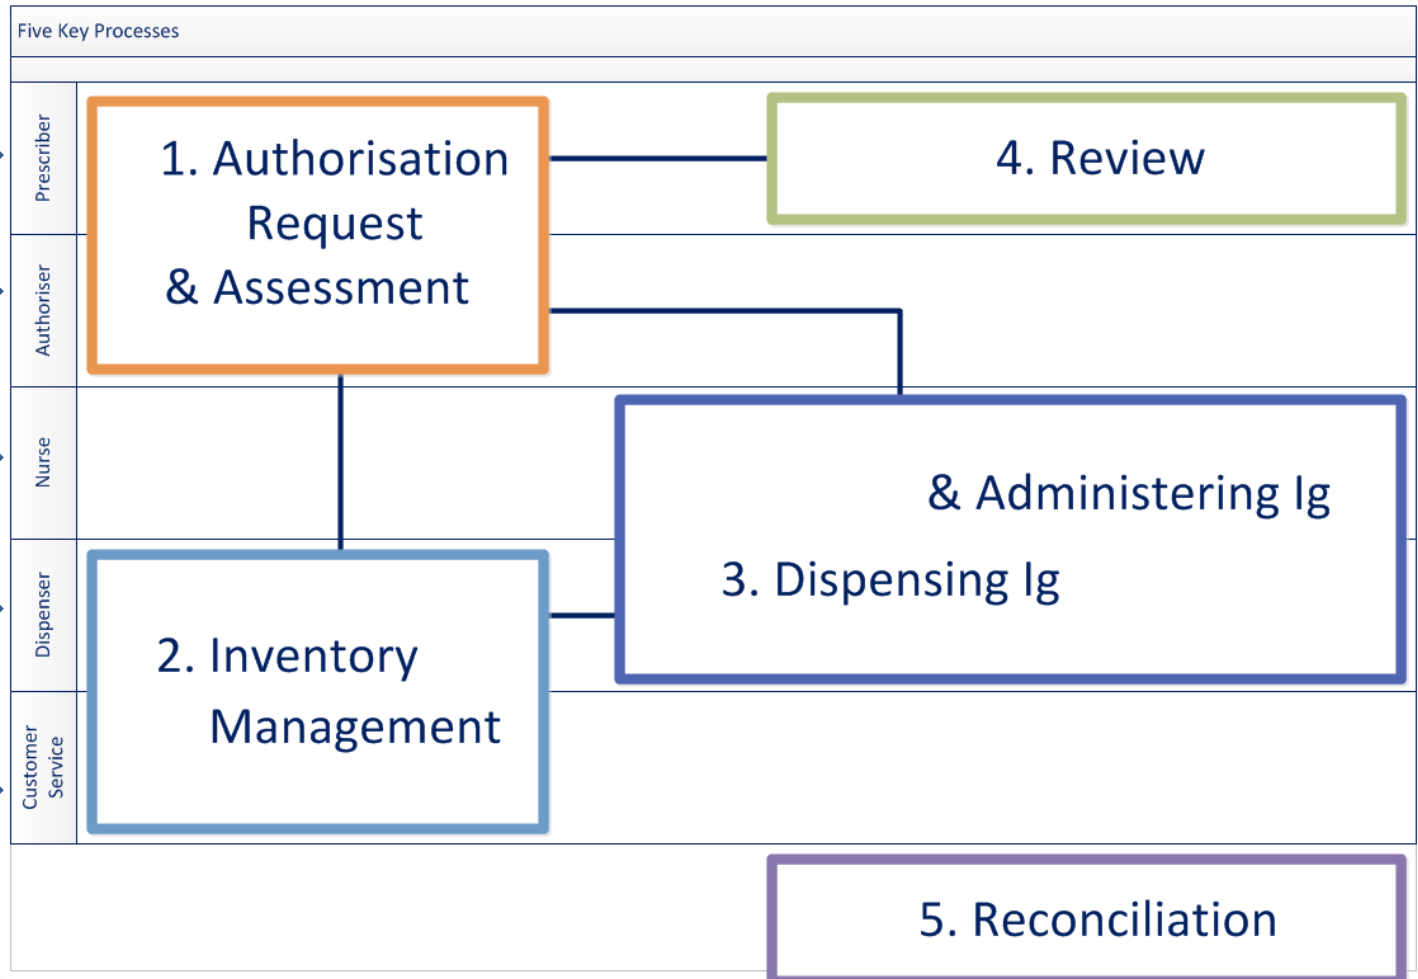 Five Key Processes
Prescriber
1. Authorisation
Request
& Assessment
4. Review
Authoriser
Nurse
& Administering Ig
3. Dispensing Ig
Dispenser
2. Inventory
Management
Customer
Service
5. Reconciliation